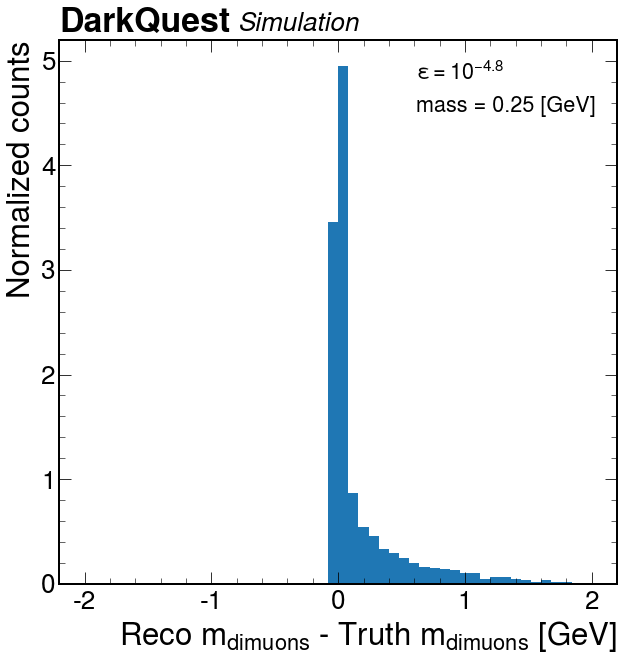 DarkQuest Simulation
ε = 10⁻⁴·⁸
mass = 0.25 [GeV]
Normalized counts
5
4
3
2
1
0
-2 -1 0 1 2
Reco m_dimuons - Truth m_dimuons [GeV]